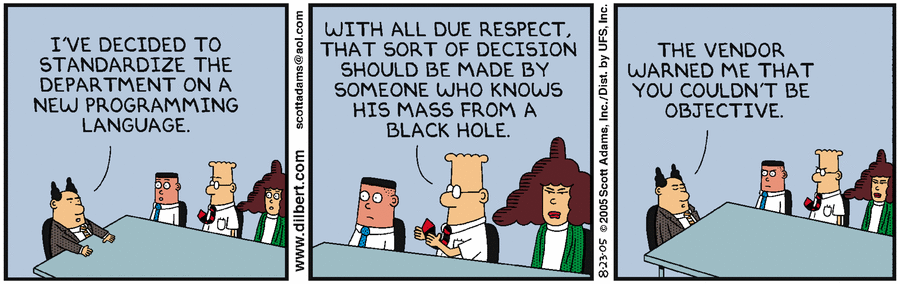 I'VE DECIDED TO
STANDARDIZE THE
DEPARTMENT ON A
NEW PROGRAMMING
LANGUAGE.
www.dilbert.com
scottadams@aol.com
WITH ALL DUE RESPECT,
THAT SORT OF DECISION
SHOULD BE MADE BY
SOMEONE WHO KNOWS
HIS MASS FROM A
BLACK HOLE.
8-23-05 ©2005 Scott Adams, Inc./Dist. by UFS, Inc.
THE VENDOR
WARNED ME THAT
YOU COULDN'T BE
OBJECTIVE.